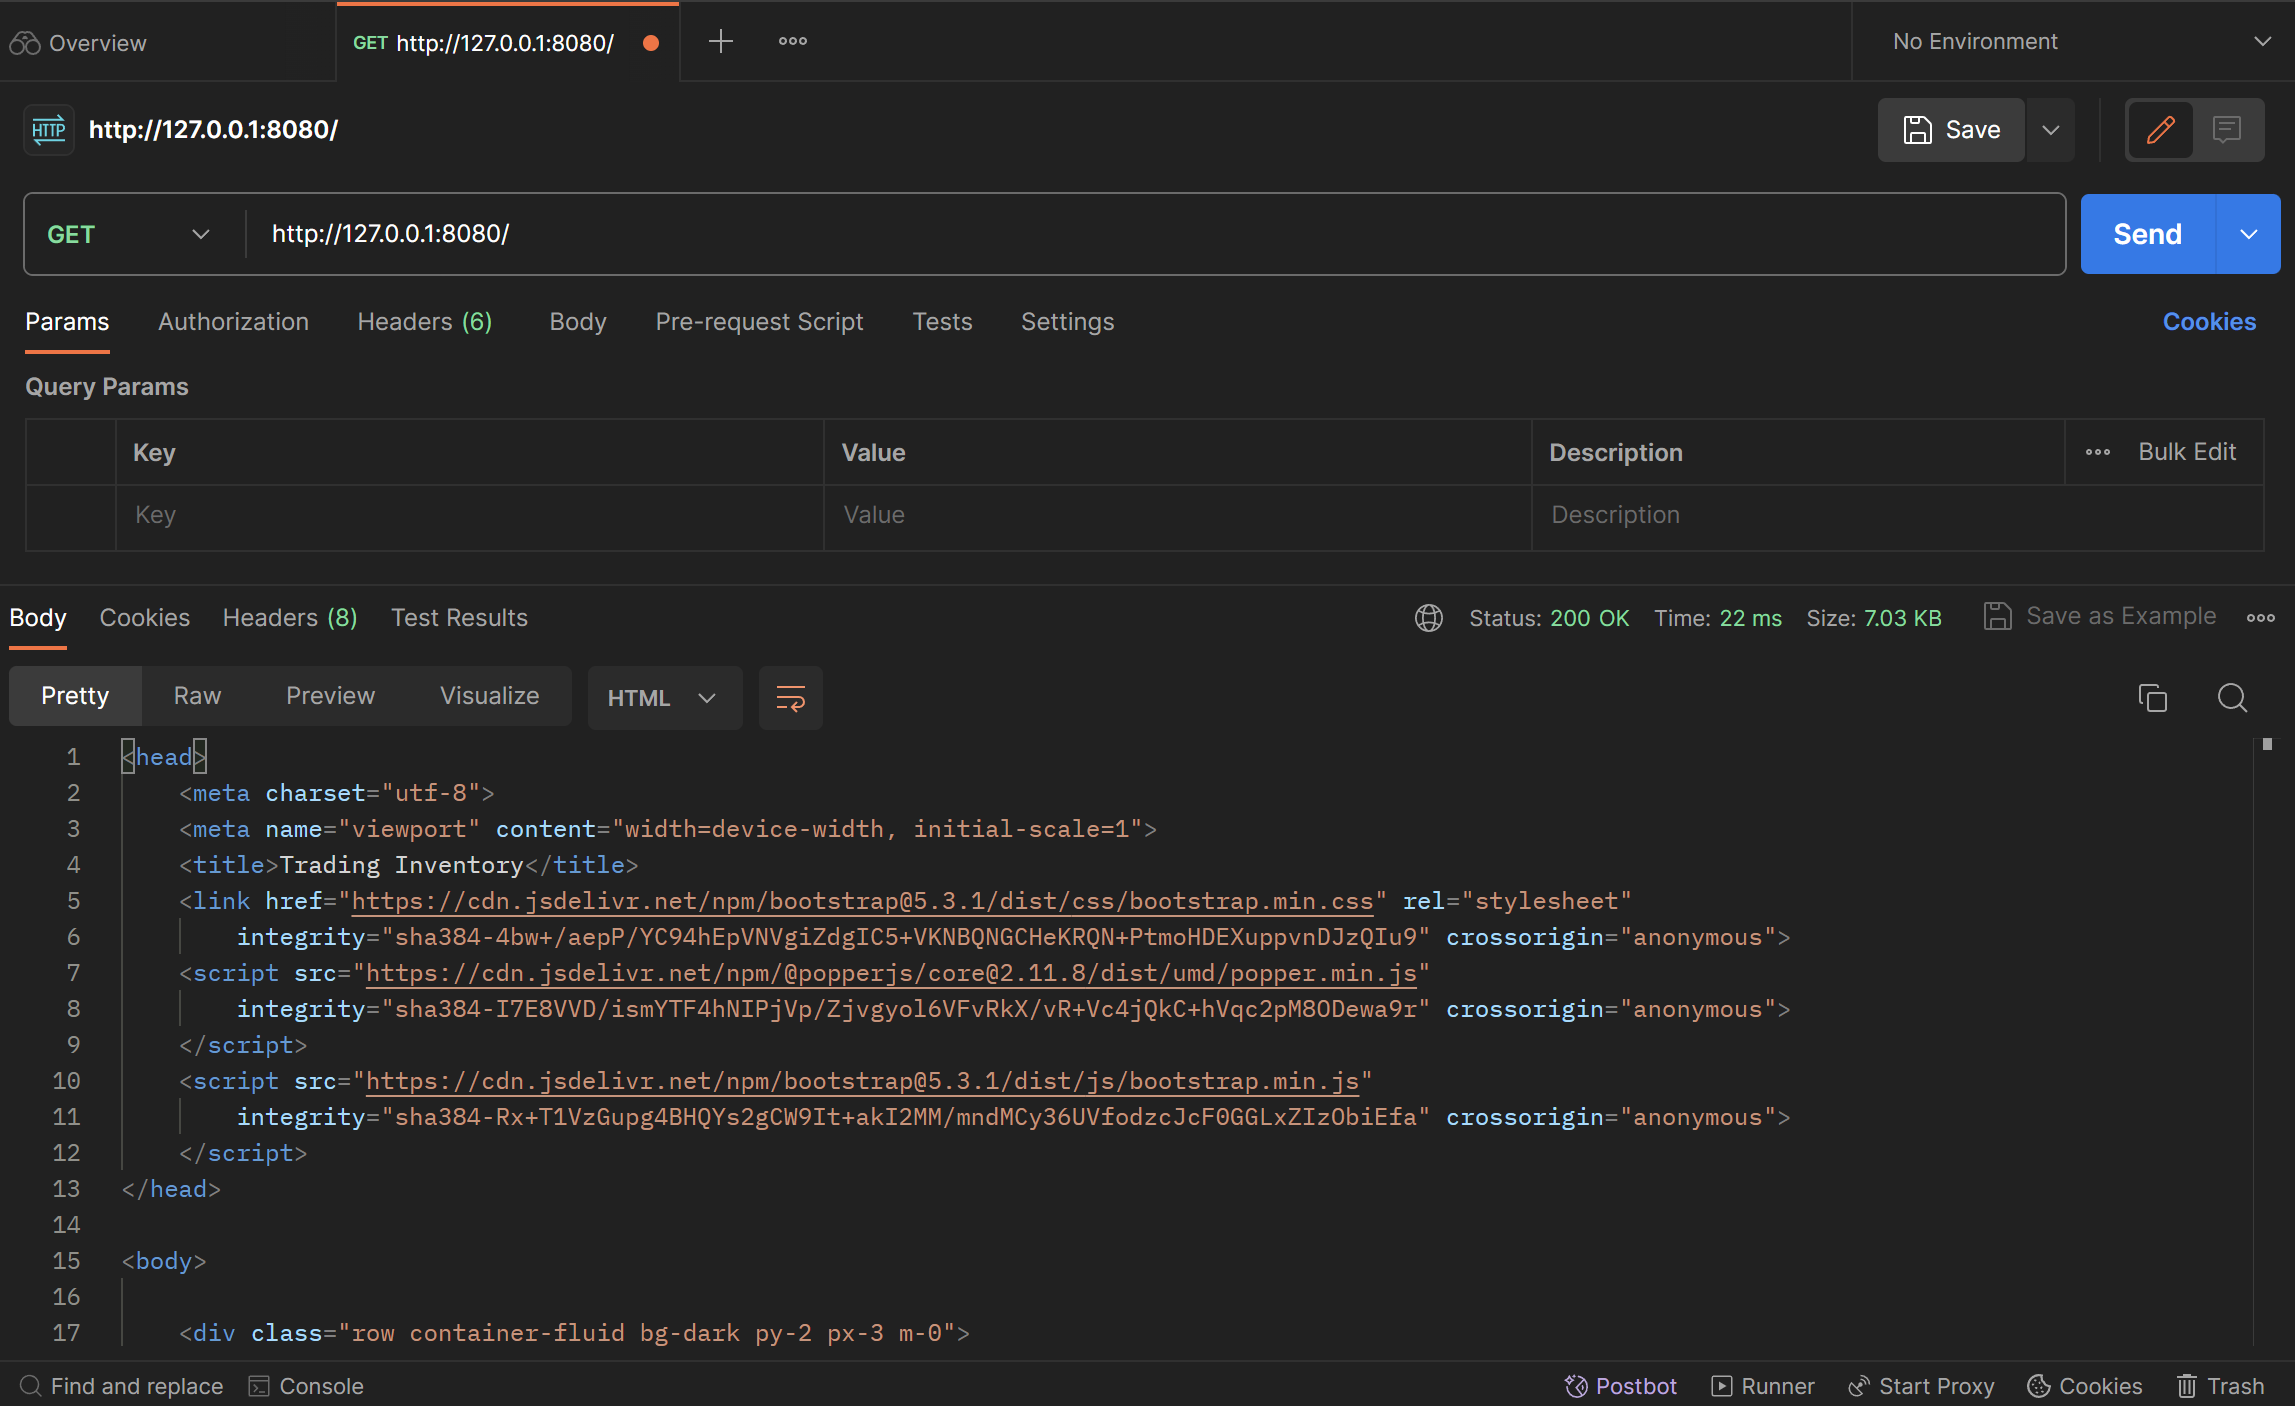 Overview
GET http://127.0.0.1:8080/
No Environment
HTTP http://127.0.0.1:8080/
Save
GET http://127.0.0.1:8080/
Send
Params Authorization Headers (6) Body Pre-request Script Tests Settings Cookies
Query Params
Key Value Description Bulk Edit
Key Value Description
Body Cookies Headers (8) Test Results Status: 200 OK Time: 22 ms Size: 7.03 KB Save as Example
Pretty Raw Preview Visualize HTML
1 <head>
2 <meta charset="utf-8">
3 <meta name="viewport" content="width=device-width, initial-scale=1">
4 <title>Trading Inventory</title>
5 <link href="https://cdn.jsdelivr.net/npm/bootstrap@5.3.1/dist/css/bootstrap.min.css" rel="stylesheet"
6 integrity="sha384-4bw+/aepP/YC94hEpVNVgiZdgIC5+VKNBQNGCHeKRQN+PtmoHDEXuppvnDJzQIu9" crossorigin="anonymous">
7 <script src="https://cdn.jsdelivr.net/npm/@popperjs/core@2.11.8/dist/umd/popper.min.js"
8 integrity="sha384-I7E8VVD/ismYTF4hNIPjVp/Zjvgyol6VFvRkX/vR+Vc4jQkC+hVqc2pM8ODewa9r" crossorigin="anonymous">
9 </script>
10 <script src="https://cdn.jsdelivr.net/npm/bootstrap@5.3.1/dist/js/bootstrap.min.js"
11 integrity="sha384-Rx+T1VzGupg4BHQYs2gCW9It+akI2MM/mndMCy36UVfodzcJcF0GGLxZIzObiEfa" crossorigin="anonymous">
12 </script>
13 </head>
14
15 <body>
16
17 <div class="row container-fluid bg-dark py-2 px-3 m-0">
Find and replace Console Postbot Runner Start Proxy Cookies Trash